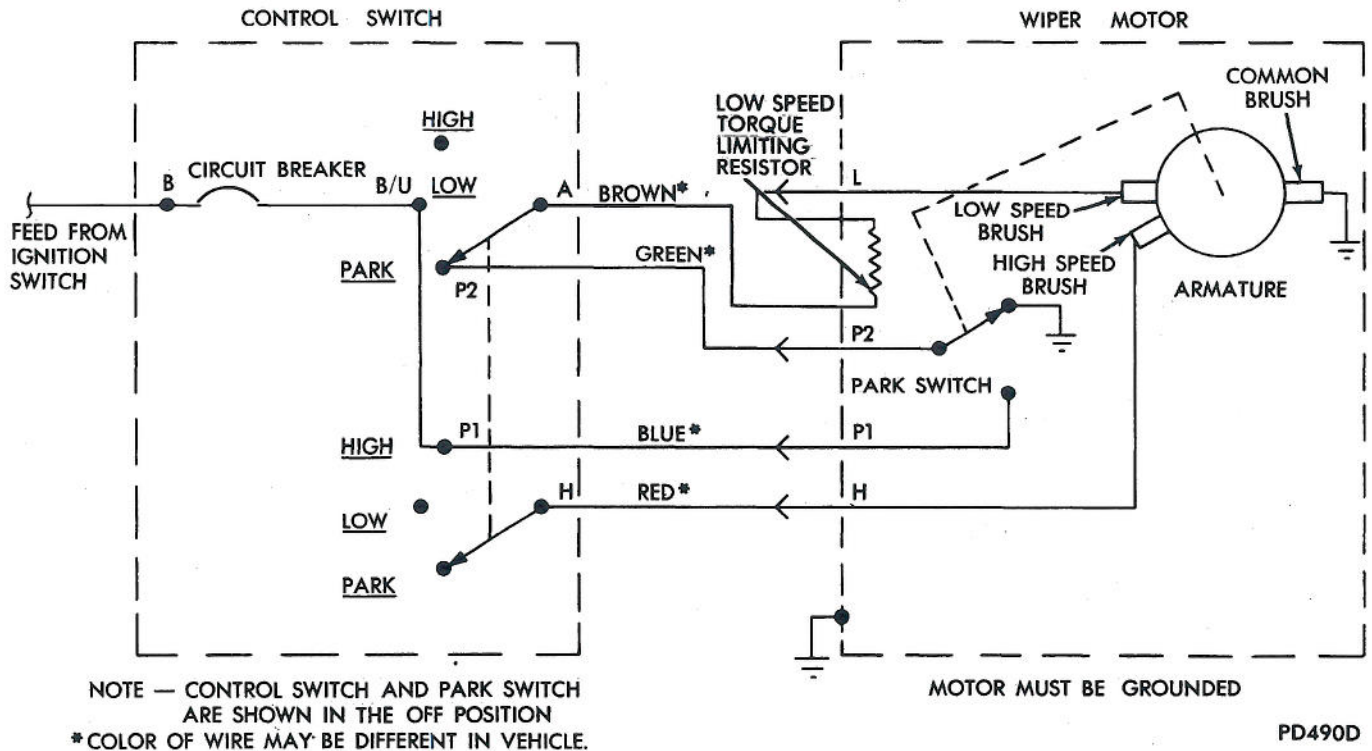 CONTROL SWITCH
WIPER MOTOR
COMMON
BRUSH
LOW SPEED
TORQUE
LIMITING
RESISTOR
HIGH
CIRCUIT BREAKER
B
B/U
LOW
A
BROWN*
L
LOW SPEED
BRUSH
FEED FROM
IGNITION
SWITCH
GREEN*
HIGH SPEED
BRUSH
ARMATURE
PARK
P2
P2
PARK SWITCH
HIGH
P1
BLUE*
P1
H
RED*
H
LOW
PARK
NOTE — CONTROL SWITCH AND PARK SWITCH
ARE SHOWN IN THE OFF POSITION
*COLOR OF WIRE MAY BE DIFFERENT IN VEHICLE.
MOTOR MUST BE GROUNDED
PD490D